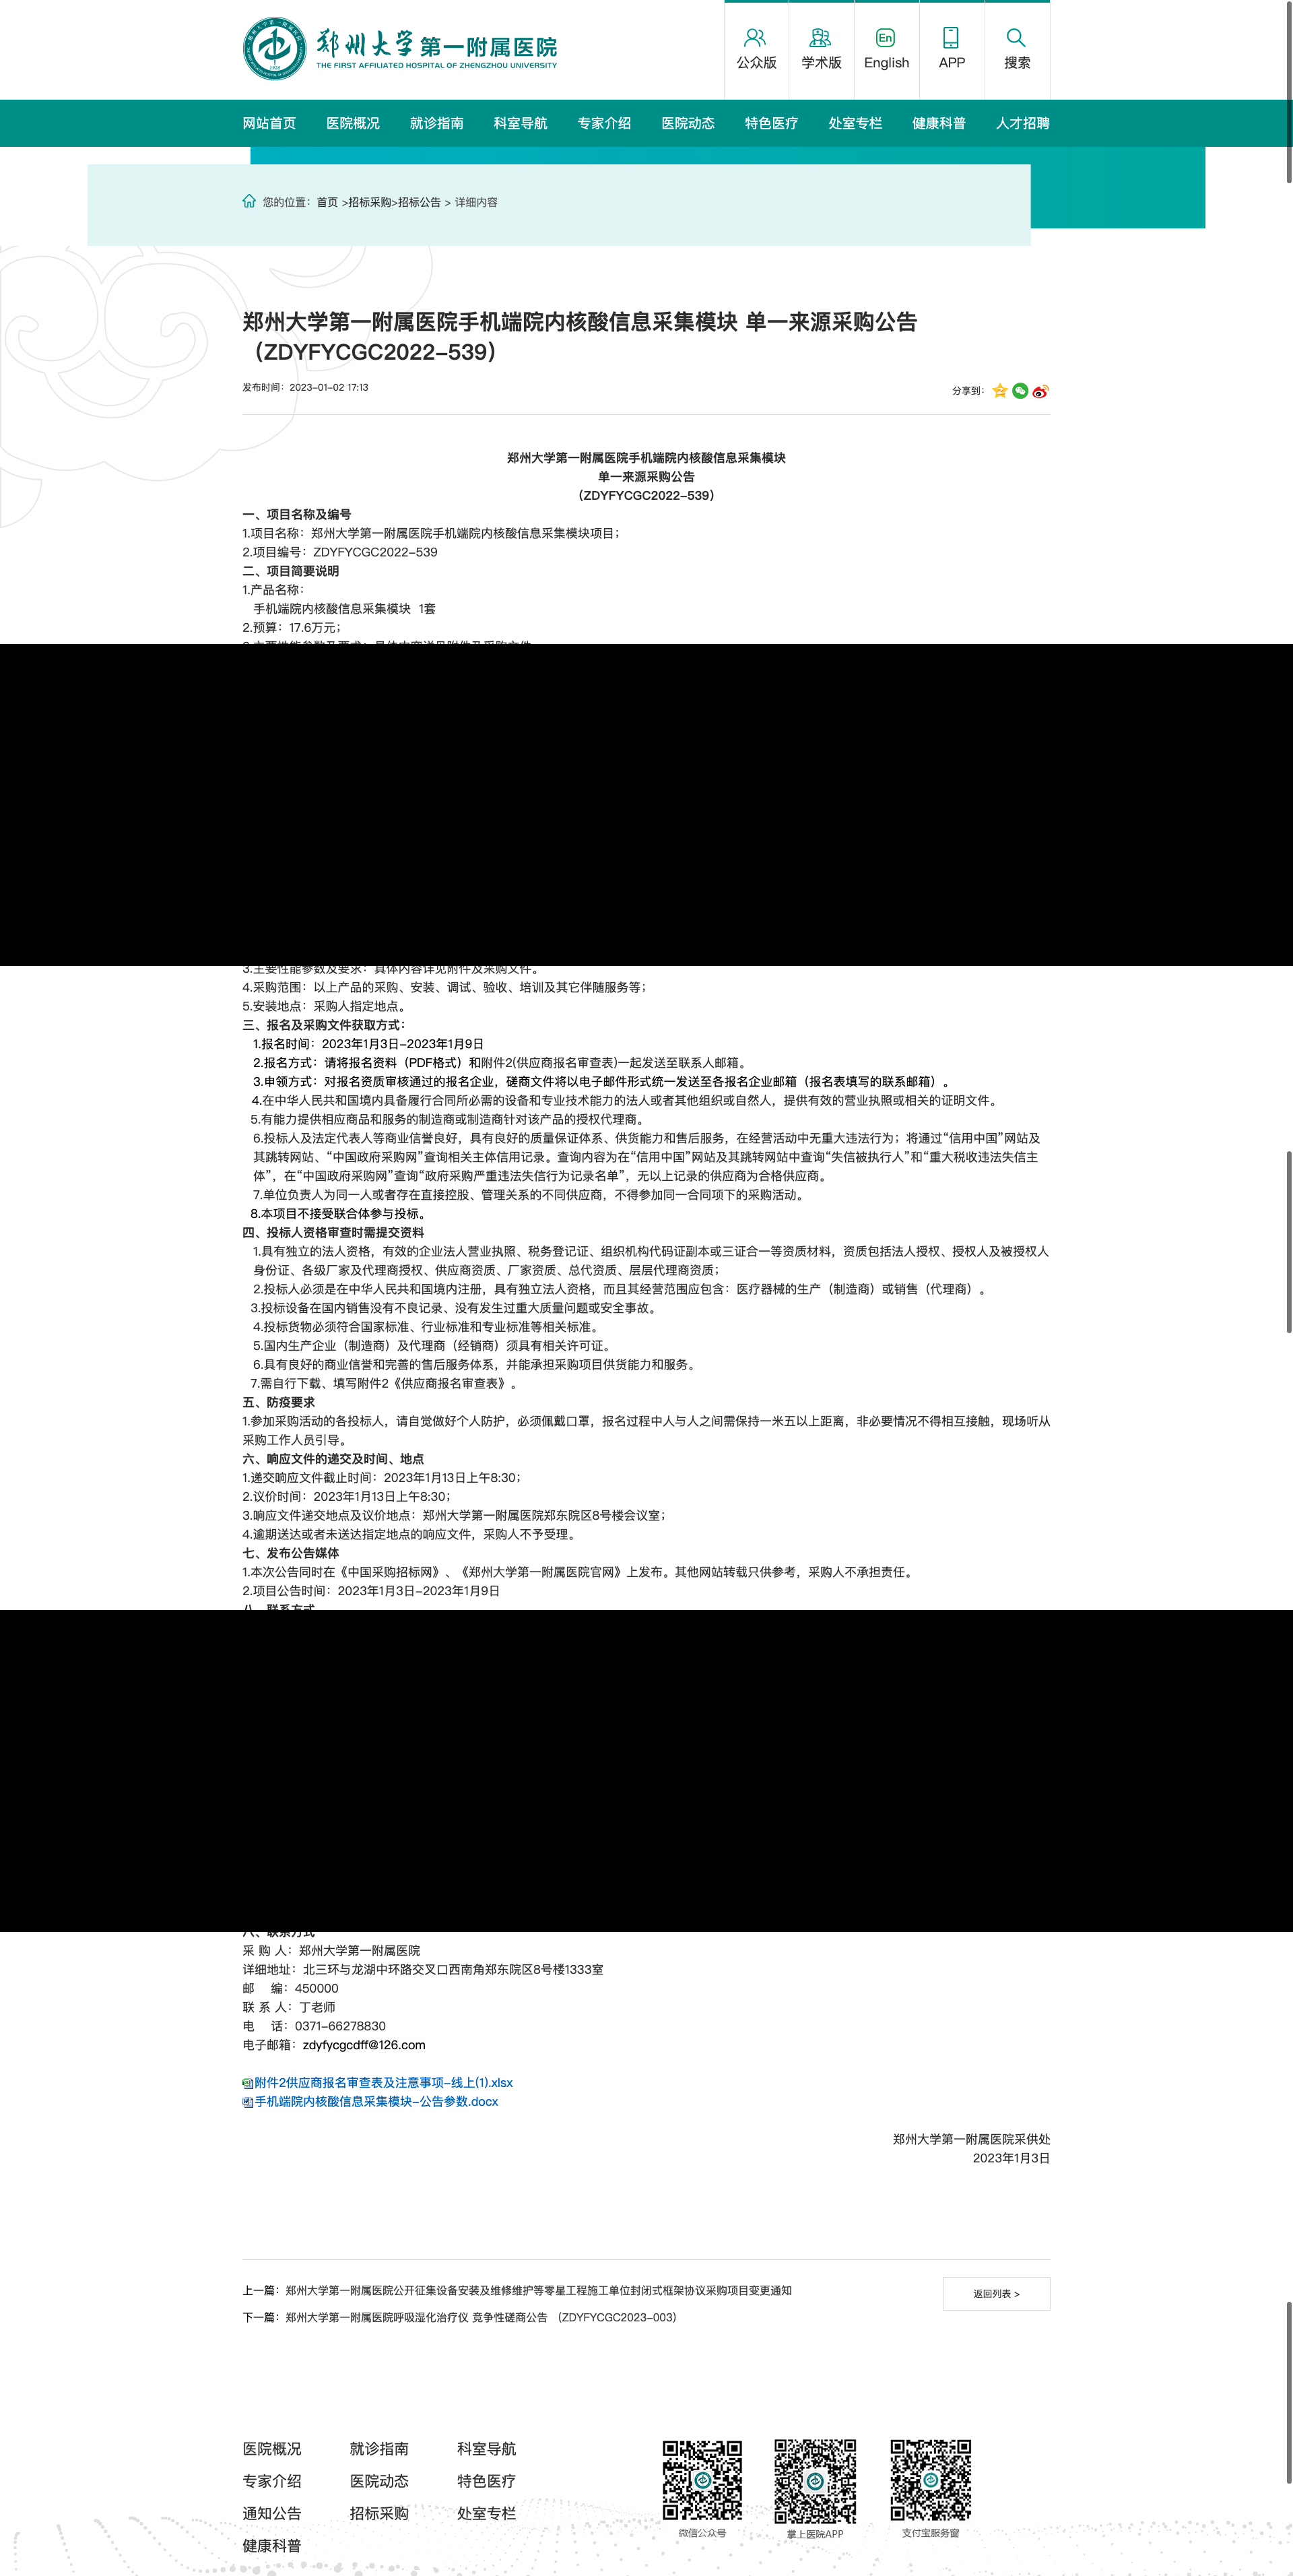 郑州大学第一附属医院
THE FIRST AFFILIATED HOSPITAL OF ZHENGZHOU UNIVERSITY
公众版
学术版
En
English
APP
搜索
网站首页 医院概况 就诊指南 科室导航 专家介绍 医院动态 特色医疗 处室专栏 健康科普 人才招聘
您的位置：首页 >招标采购>招标公告 > 详细内容
郑州大学第一附属医院手机端院内核酸信息采集模块 单一来源采购公告
（ZDYFYCGC2022-539）
发布时间：2023-01-02 17:13
分享到：
郑州大学第一附属医院手机端院内核酸信息采集模块
单一来源采购公告
（ZDYFYCGC2022-539）
一、项目名称及编号
1.项目名称：郑州大学第一附属医院手机端院内核酸信息采集模块项目；
2.项目编号：ZDYFYCGC2022-539
二、项目简要说明
1.产品名称：
手机端院内核酸信息采集模块 1套
2.预算：17.6万元；
3.主要性能参数及要求：具体内容详见附件及采购文件。
4.采购范围：以上产品的采购、安装、调试、验收、培训及其它伴随服务等；
5.安装地点：采购人指定地点。
三、报名及采购文件获取方式：
1.报名时间：2023年1月3日-2023年1月9日
2.报名方式：请将报名资料（PDF格式）和附件2(供应商报名审查表)一起发送至联系人邮箱。
3.申领方式：对报名资质审核通过的报名企业，磋商文件将以电子邮件形式统一发送至各报名企业邮箱（报名表填写的联系邮箱）。
4.在中华人民共和国境内具备履行合同所必需的设备和专业技术能力的法人或者其他组织或自然人，提供有效的营业执照或相关的证明文件。
5.有能力提供相应商品和服务的制造商或制造商针对该产品的授权代理商。
6.投标人及法定代表人等商业信誉良好，具有良好的质量保证体系、供货能力和售后服务，在经营活动中无重大违法行为；将通过“信用中国”网站及
其跳转网站、“中国政府采购网”查询相关主体信用记录。查询内容为在“信用中国”网站及其跳转网站中查询“失信被执行人”和“重大税收违法失信主
体”，在“中国政府采购网”查询“政府采购严重违法失信行为记录名单”，无以上记录的供应商为合格供应商。
7.单位负责人为同一人或者存在直接控股、管理关系的不同供应商，不得参加同一合同项下的采购活动。
8.本项目不接受联合体参与投标。
四、投标人资格审查时需提交资料
1.具有独立的法人资格，有效的企业法人营业执照、税务登记证、组织机构代码证副本或三证合一等资质材料，资质包括法人授权、授权人及被授权人
身份证、各级厂家及代理商授权、供应商资质、厂家资质、总代资质、层层代理商资质；
2.投标人必须是在中华人民共和国境内注册，具有独立法人资格，而且其经营范围应包含：医疗器械的生产（制造商）或销售（代理商）。
3.投标设备在国内销售没有不良记录、没有发生过重大质量问题或安全事故。
4.投标货物必须符合国家标准、行业标准和专业标准等相关标准。
5.国内生产企业（制造商）及代理商（经销商）须具有相关许可证。
6.具有良好的商业信誉和完善的售后服务体系，并能承担采购项目供货能力和服务。
7.需自行下载、填写附件2《供应商报名审查表》。
五、防疫要求
1.参加采购活动的各投标人，请自觉做好个人防护，必须佩戴口罩，报名过程中人与人之间需保持一米五以上距离，非必要情况不得相互接触，现场听从
采购工作人员引导。
六、响应文件的递交及时间、地点
1.递交响应文件截止时间：2023年1月13日上午8:30；
2.议价时间：2023年1月13日上午8:30；
3.响应文件递交地点及议价地点：郑州大学第一附属医院郑东院区8号楼会议室；
4.逾期送达或者未送达指定地点的响应文件，采购人不予受理。
七、发布公告媒体
1.本次公告同时在《中国采购招标网》、《郑州大学第一附属医院官网》上发布。其他网站转载只供参考，采购人不承担责任。
2.项目公告时间：2023年1月3日-2023年1月9日
八、联系方式
采 购 人：郑州大学第一附属医院
详细地址：北三环与龙湖中环路交叉口西南角郑东院区8号楼1333室
邮 编：450000
联 系 人：丁老师
电 话：0371-66278830
电子邮箱：zdyfycgcdff@126.com
附件2供应商报名审查表及注意事项-线上(1).xlsx
手机端院内核酸信息采集模块-公告参数.docx
郑州大学第一附属医院采供处
2023年1月3日
上一篇：郑州大学第一附属医院公开征集设备安装及维修维护等零星工程施工单位封闭式框架协议采购项目变更通知
返回列表 >
下一篇：郑州大学第一附属医院呼吸湿化治疗仪 竞争性磋商公告 （ZDYFYCGC2023-003）
医院概况 就诊指南 科室导航
专家介绍 医院动态 特色医疗
通知公告 招标采购 处室专栏
健康科普
微信公众号 掌上医院APP 支付宝服务窗